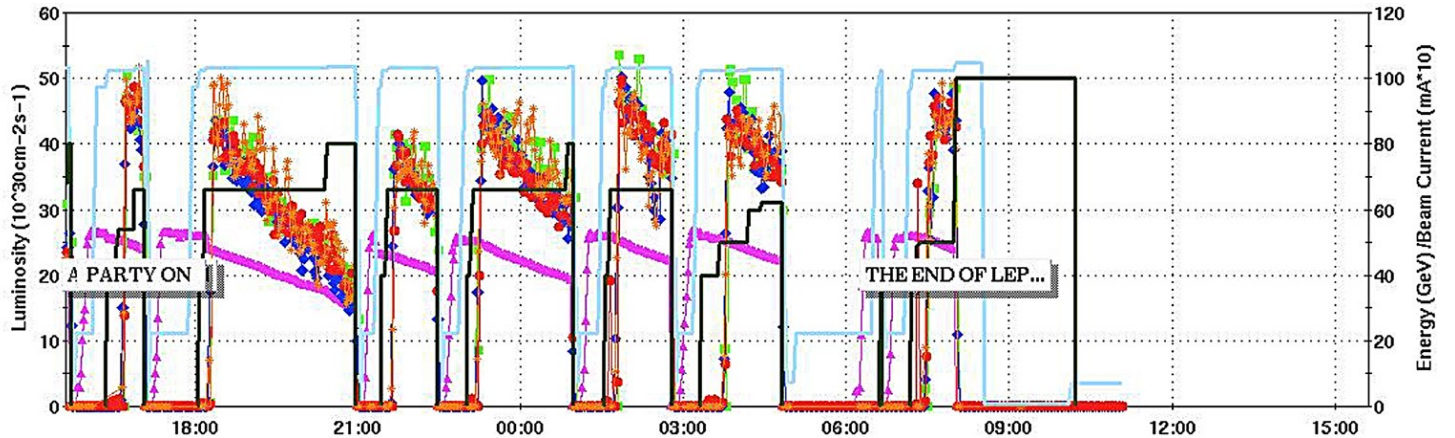 60
50
40
30
20
10
0
Luminosity (10^30cm-2s-1)
A PARTY ON
THE END OF LEP...
120
100
80
60
40
20
0
Energy (GeV) /Beam Current (mA*10)
18:00 21:00 00:00 03:00 06:00 09:00 12:00 15:00